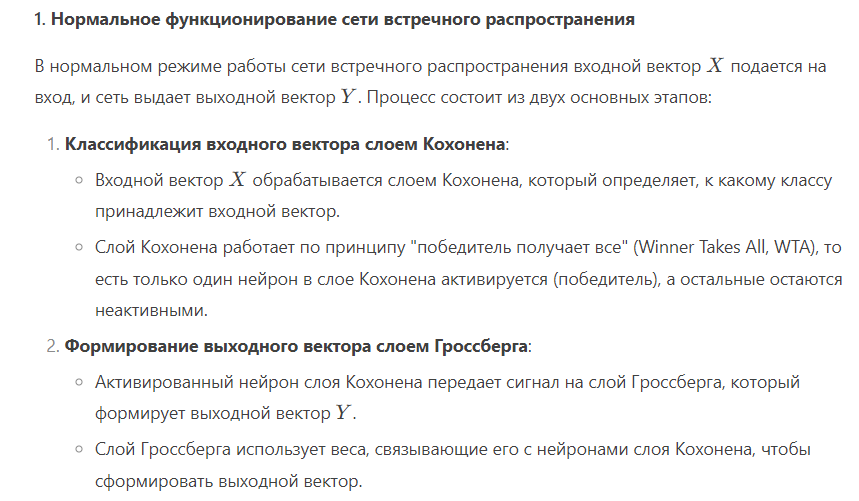 1. Нормальное функционирование сети встречного распространения
В нормальном режиме работы сети встречного распространения входной вектор X подается на
вход, и сеть выдает выходной вектор Y. Процесс состоит из двух основных этапов:
1. Классификация входного вектора слоем Кохонена:
◦ Входной вектор X обрабатывается слоем Кохонена, который определяет, к какому классу
принадлежит входной вектор.
◦ Слой Кохонена работает по принципу "победитель получает все" (Winner Takes All, WTA), то
есть только один нейрон в слое Кохонена активируется (победитель), а остальные остаются
неактивными.
2. Формирование выходного вектора слоем Гроссберга:
◦ Активированный нейрон слоя Кохонена передает сигнал на слой Гроссберга, который
формирует выходной вектор Y.
◦ Слой Гроссберга использует веса, связывающие его с нейронами слоя Кохонена, чтобы
сформировать выходной вектор.